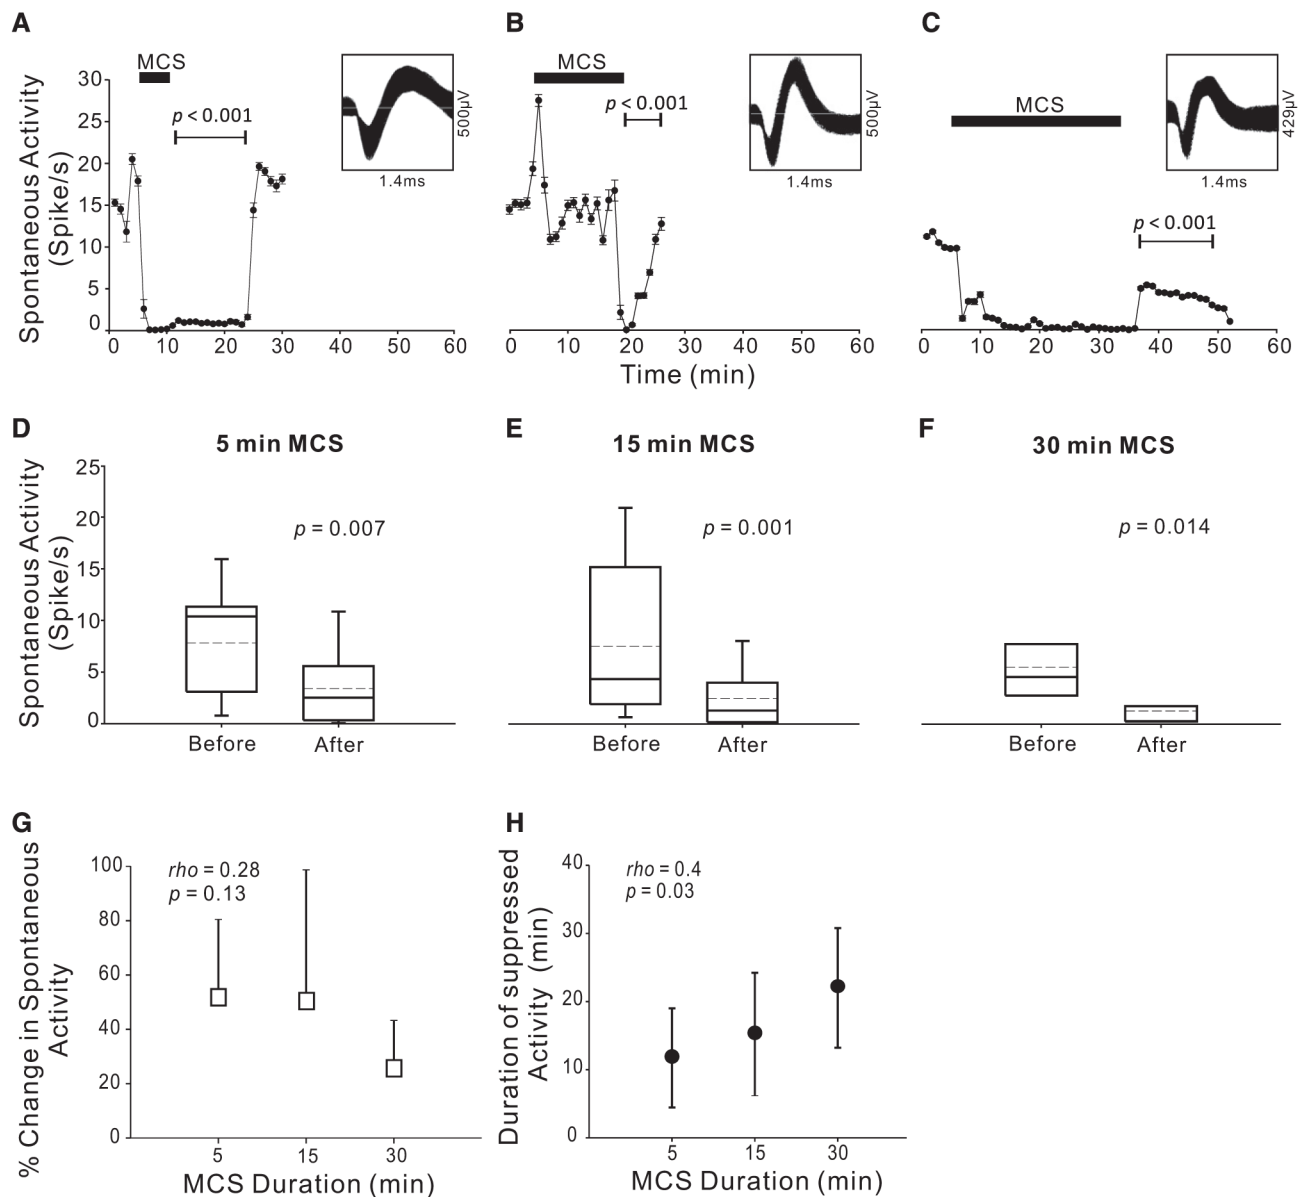 A
B
C
MCS
p < 0.001
500µV
1.4ms
MCS
p < 0.001
500µV
1.4ms
MCS
p < 0.001
429µV
1.4ms
Spontaneous Activity
(Spike/s)
30
25
20
15
10
5
0
0 10 20 30 40 50 60
0 10 20 30 40 50 60
0 10 20 30 40 50 60
Time (min)
D
E
F
5 min MCS
15 min MCS
30 min MCS
Spontaneous Activity
(Spike/s)
25
20
15
10
5
0
p = 0.007
p = 0.001
p = 0.014
Before After
Before After
Before After
G
% Change in Spontaneous
Activity
100
80
60
40
20
0
rho = 0.28
p = 0.13
5 15 30
MCS Duration (min)
H
Duration of suppressed
Activity (min)
40
30
20
10
0
rho = 0.4
p = 0.03
5 15 30
MCS Duration (min)